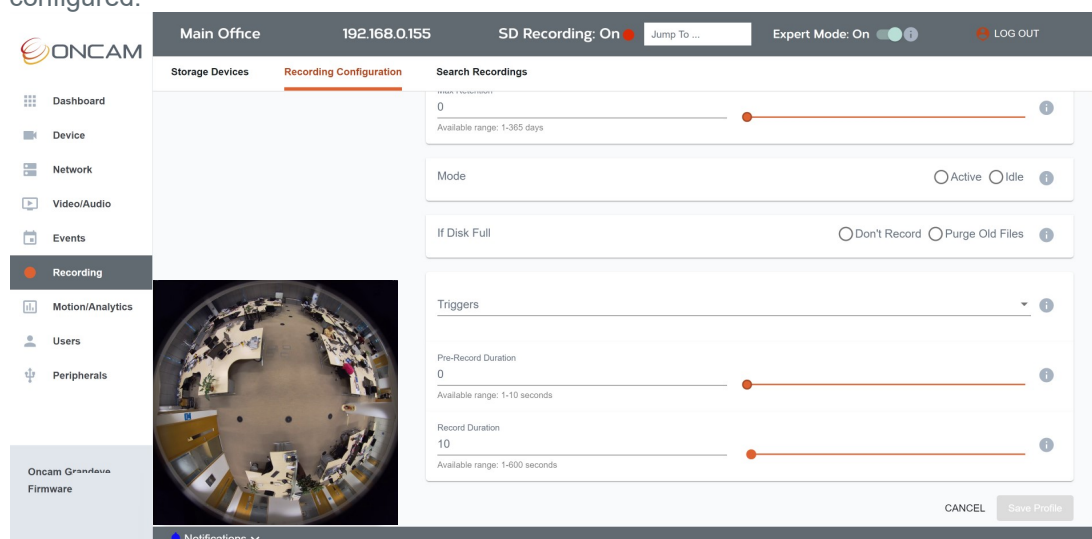 configured:
Main Office 192.168.0.155 SD Recording: On Jump To ... Expert Mode: On LOG OUT
ONCAM
Storage Devices Recording Configuration Search Recordings
Dashboard
Device
Network
Video/Audio
Events
Recording
Motion/Analytics
Users
Peripherals
Oncam Grandeye
Firmware
Max Retention
0
Available range: 1-365 days
Mode Active Idle
If Disk Full Don't Record Purge Old Files
Triggers
Pre-Record Duration
0
Available range: 1-10 seconds
Record Duration
10
Available range: 1-600 seconds
CANCEL Save Profile
Notifications